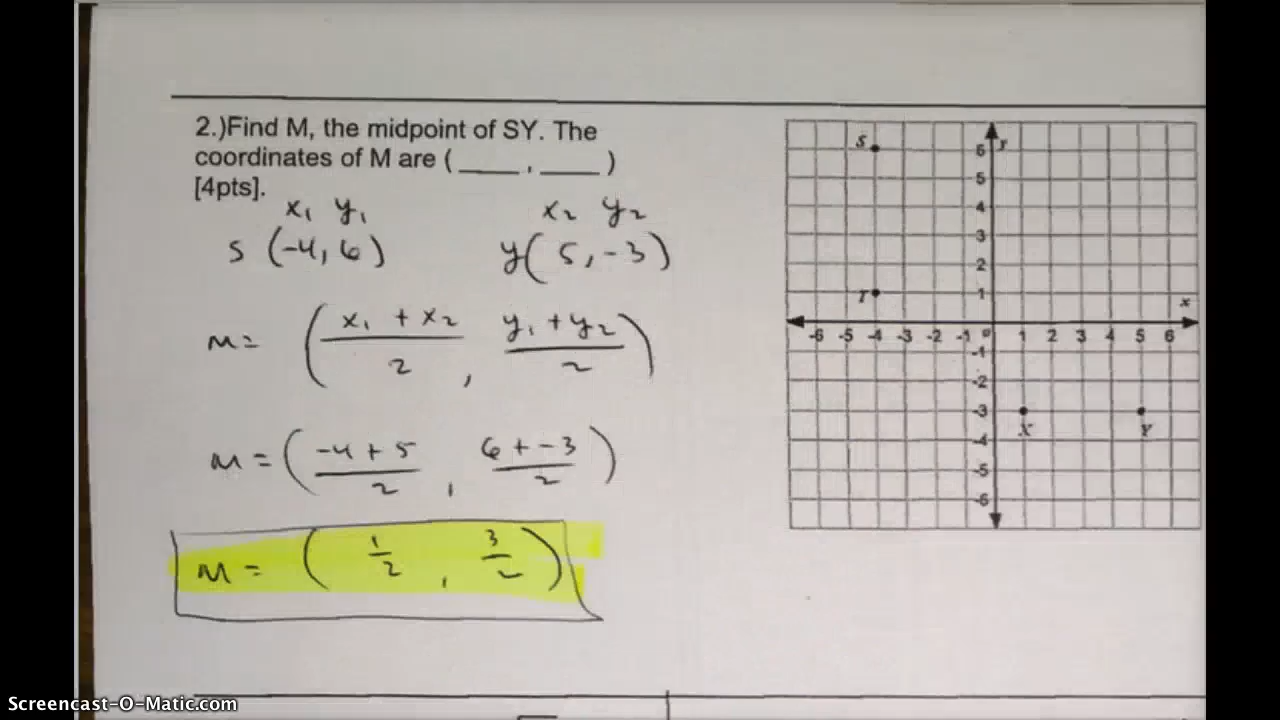 2.)Find M, the midpoint of SY. The
coordinates of M are ( ____ , ____ )
[4pts].
x₁ y₁ x₂ y₂
S (-4, 6) y( 5, -3 )
M = ( x₁ + x₂ / 2 , y₁ + y₂ / 2 )
M = ( -4 + 5 / 2 , 6 + -3 / 2 )
M = ( 1/2 , 3/2 )
y
S 6
5
4
3
2
T 1
x
-6 -5 -4 -3 -2 -1 0 1 2 3 4 5 6
-1
-2
-3
X Y
-4
-5
-6
Screencast-O-Matic.com